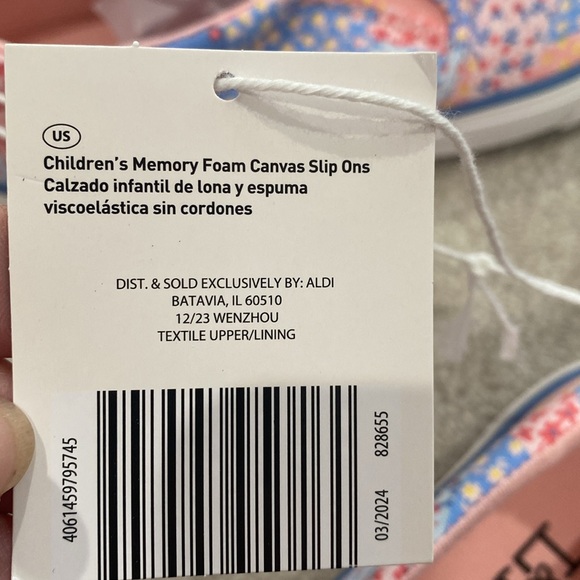 US
Children's Memory Foam Canvas Slip Ons
Calzado infantil de lona y espuma
viscoelástica sin cordones
DIST. & SOLD EXCLUSIVELY BY: ALDI
BATAVIA, IL 60510
12/23 WENZHOU
TEXTILE UPPER/LINING
4061459795745
03/2024 828655